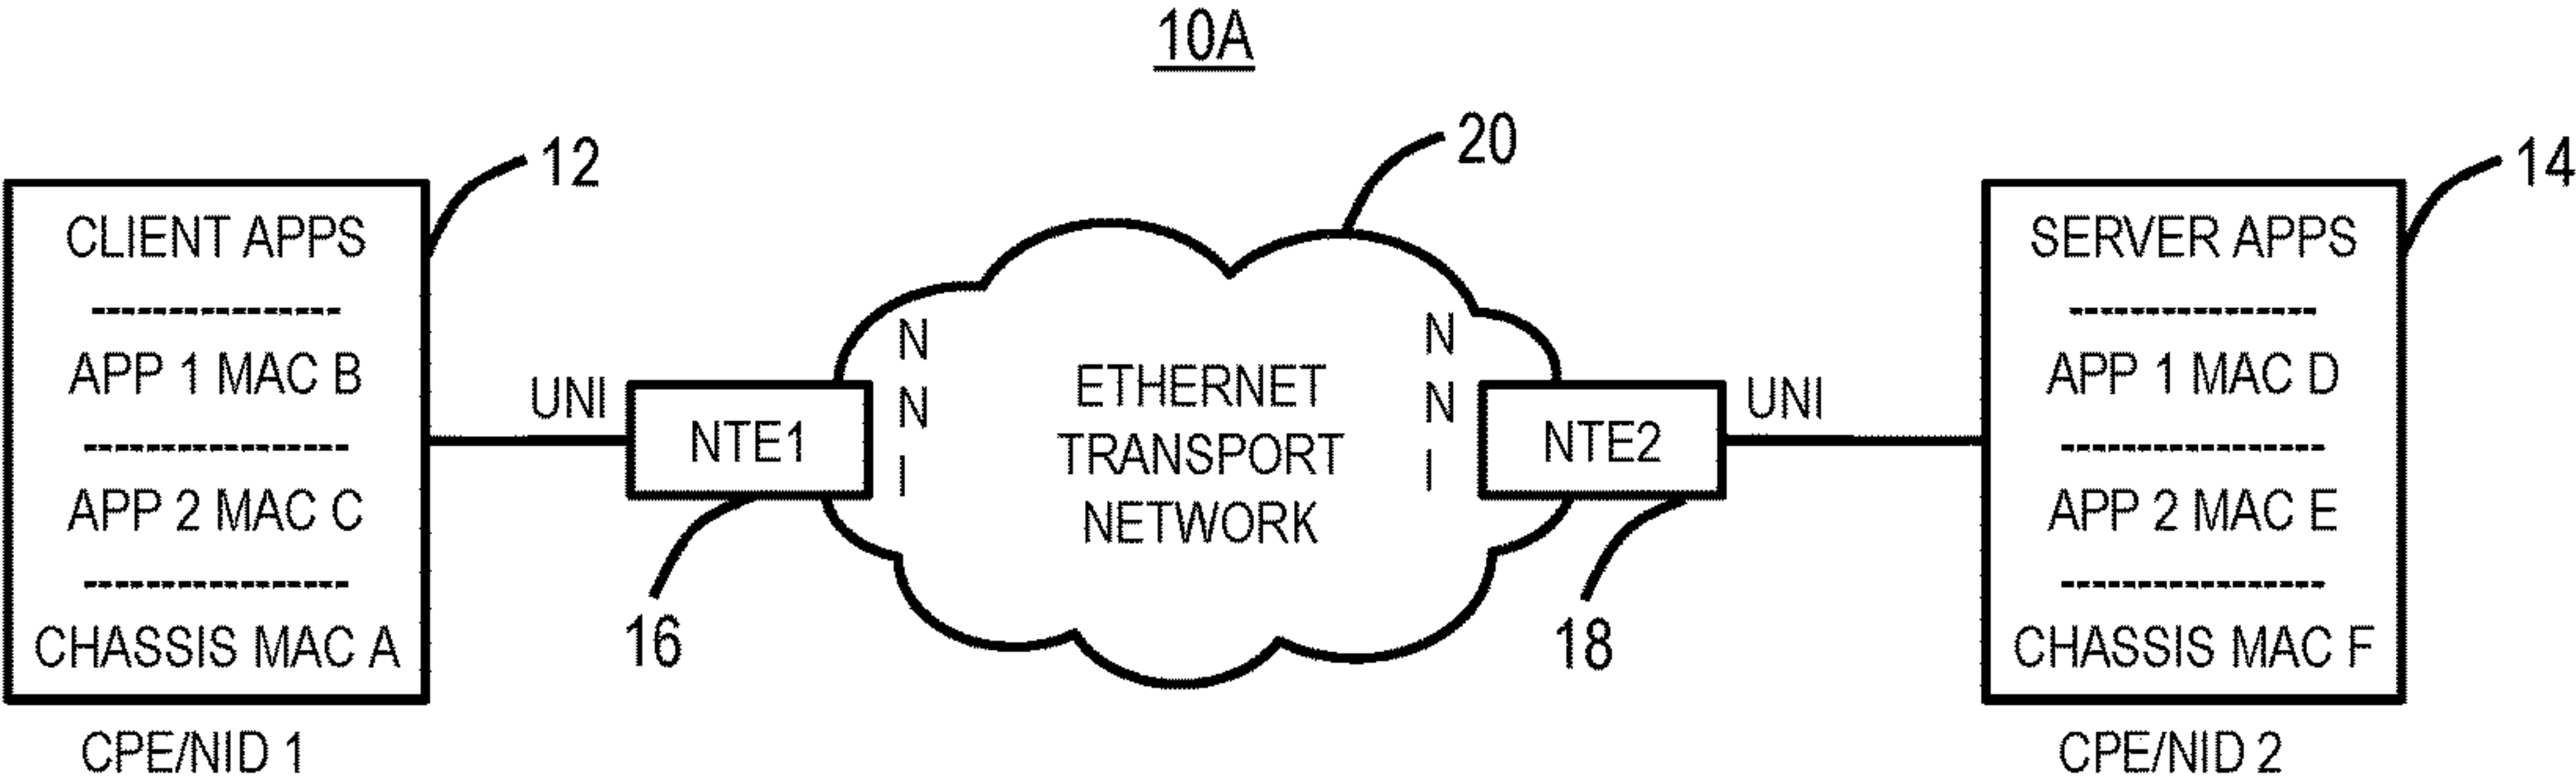 10A
12
20
14
CLIENT APPS
---------------
APP 1 MAC B
----------------
APP 2 MAC C
----------------
CHASSIS MAC A
CPE/NID 1
UNI
NTE1
16
NNI
ETHERNET
TRANSPORT
NETWORK
NNI
NTE2
18
UNI
SERVER APPS
---------------
APP 1 MAC D
----------------
APP 2 MAC E
----------------
CHASSIS MAC F
CPE/NID 2